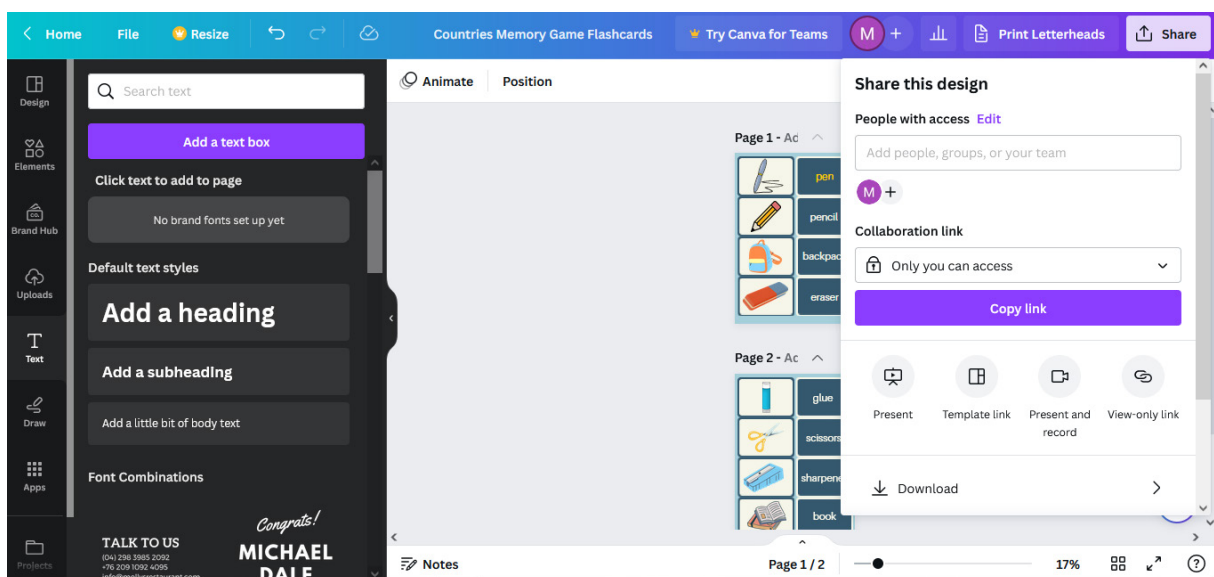 Home
File
Resize
Countries Memory Game Flashcards
Try Canva for Teams
M
+
Print Letterheads
Share
Design
Elements
CO.
Brand Hub
Uploads
T
Text
Draw
Apps
Projects
Search text
Add a text box
Click text to add to page
No brand fonts set up yet
Default text styles
Add a heading
Add a subheading
Add a little bit of body text
Font Combinations
TALK TO US
(04) 298 3985 2092
+76 209 1092 4095
info@mollysrestaurant.com
Congrats!
MICHAEL
DALE
Animate
Position
Page 1 - Ad
pen
pencil
backpac
eraser
Page 2 - Ac
glue
scissors
sharpene
book
Notes
Page 1 / 2
17%
?
Share this design
People with access Edit
Add people, groups, or your team
M +
Collaboration link
Only you can access
Copy link
Present
Template link
Present and
record
View-only link
Download